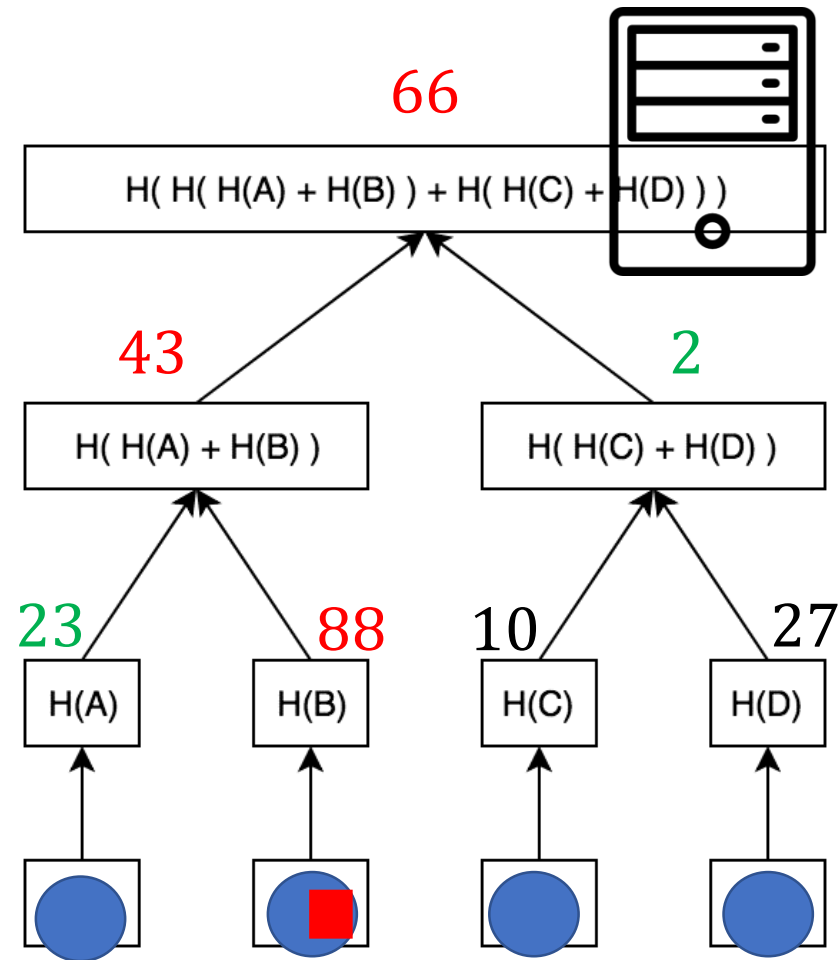 66
H( H( H(A) + H(B) ) + H( H(C) + H(D) ) )
43
2
H( H(A) + H(B) )
H( H(C) + H(D) )
23
88
10
27
H(A)
H(B)
H(C)
H(D)